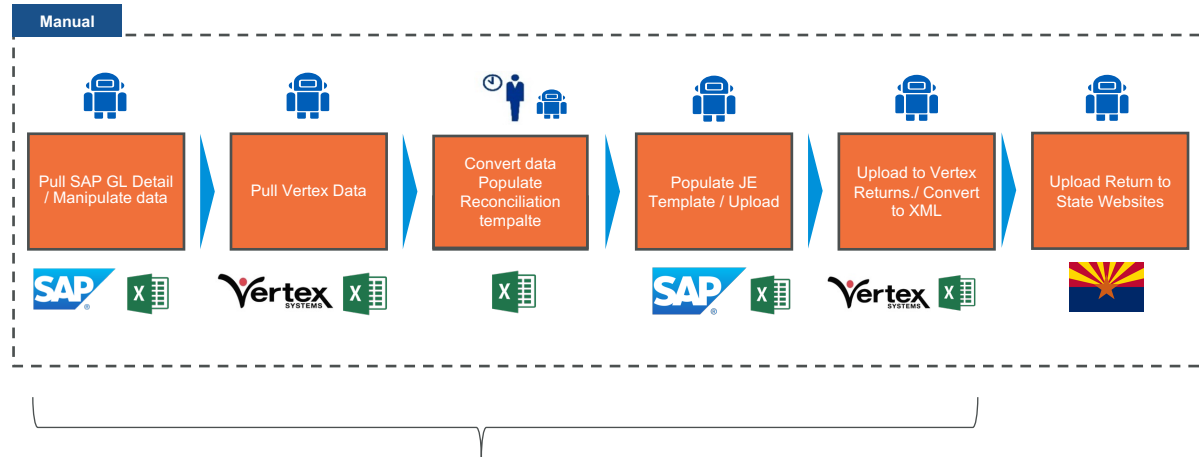 Manual
Pull SAP GL Detail
/ Manipulate data
Pull Vertex Data
Convert data
Populate
Reconciliation
tempalte
Populate JE
Template / Upload
Upload to Vertex
Returns./ Convert
to XML
Upload Return to
State Websites
SAP ®
X
Vertex
SYSTEMS
X
X
SAP ®
X
Vertex
SYSTEMS
X